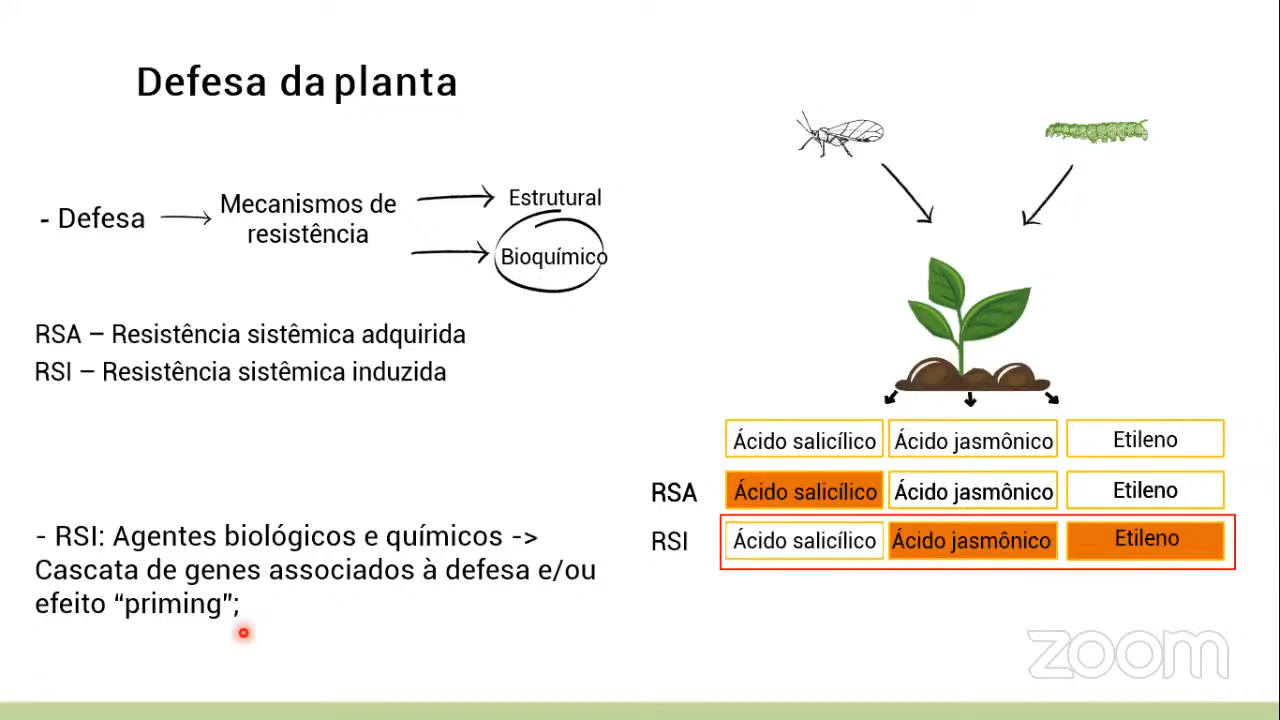 Defesa da planta
- Defesa
Mecanismos de
resistência
Estrutural
Bioquímico
RSA – Resistência sistêmica adquirida
RSI – Resistência sistêmica induzida
- RSI: Agentes biológicos e químicos ->
Cascata de genes associados à defesa e/ou
efeito “priming”;
Ácido salicílico Ácido jasmônico Etileno
RSA Ácido salicílico Ácido jasmônico Etileno
RSI Ácido salicílico Ácido jasmônico Etileno
zoom